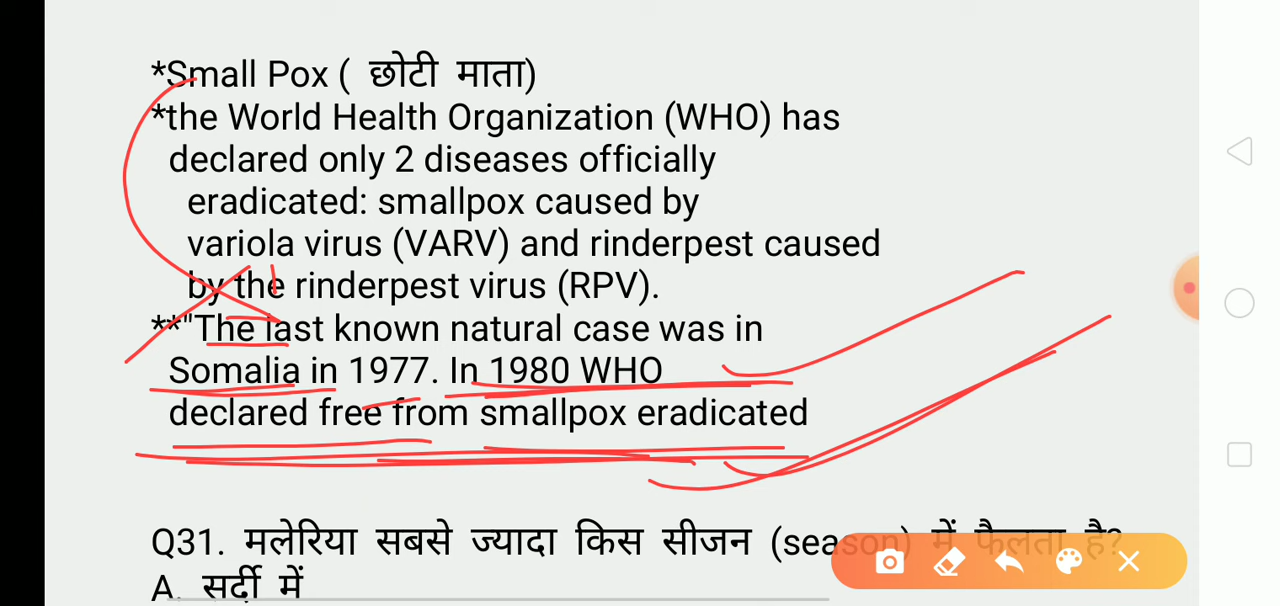 *Small Pox ( छोटी माता)
*the World Health Organization (WHO) has
declared only 2 diseases officially
eradicated: smallpox caused by
variola virus (VARV) and rinderpest caused
by the rinderpest virus (RPV).
**"The last known natural case was in
Somalia in 1977. In 1980 WHO
declared free from smallpox eradicated
Q31. मलेरिया सबसे ज्यादा किस सीजन (season) में फैलता है?
A. सर्दी में